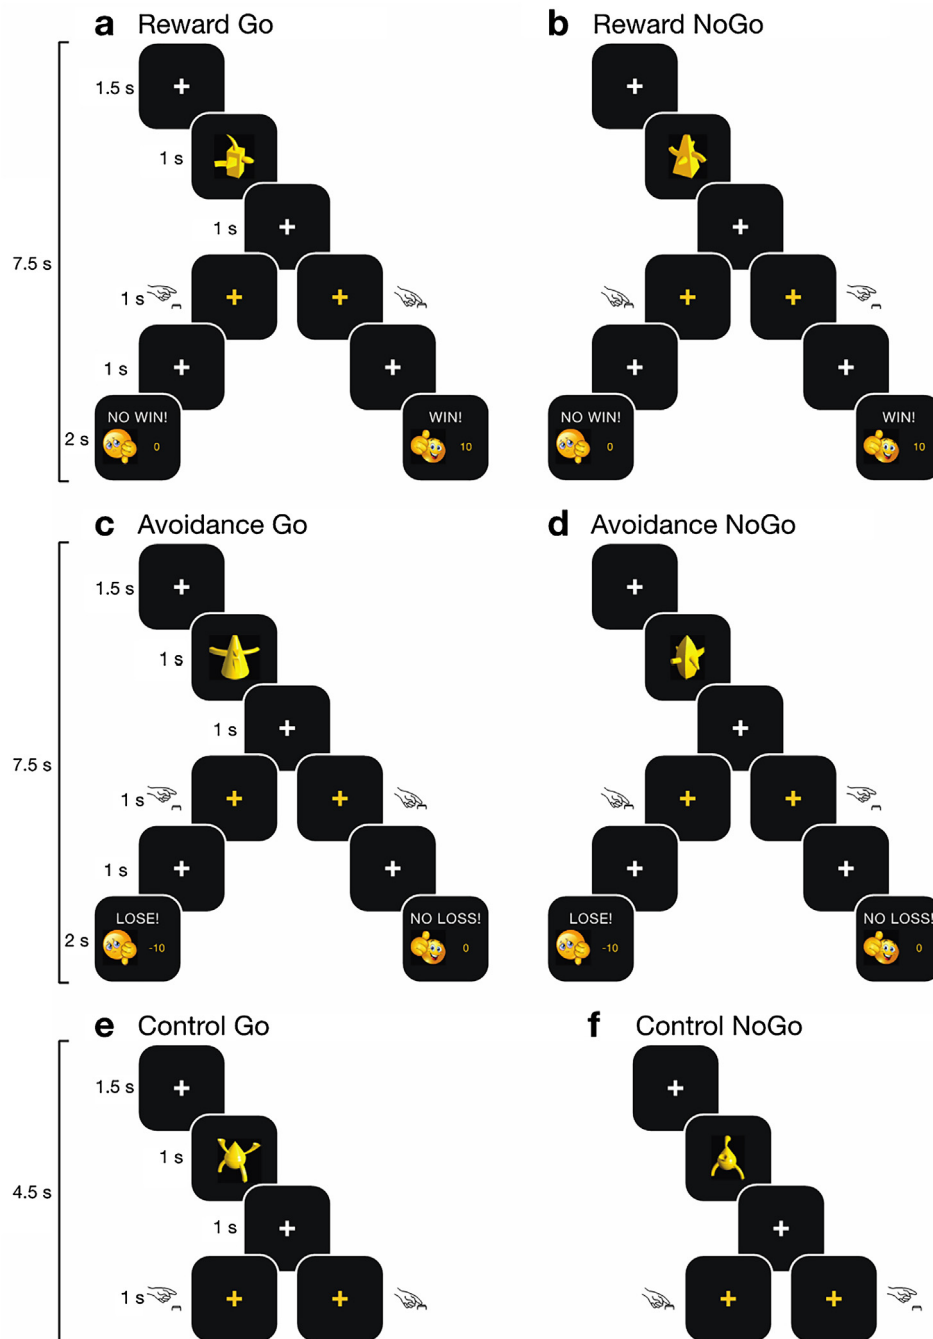 a Reward Go
b Reward NoGo
1.5 s
1 s
1 s
7.5 s
1 s
1 s
NO WIN!
0
WIN!
10
NO WIN!
0
WIN!
10
2 s
c Avoidance Go
d Avoidance NoGo
1.5 s
1 s
1 s
7.5 s
1 s
1 s
LOSE!
-10
NO LOSS!
0
LOSE!
-10
NO LOSS!
0
2 s
e Control Go
f Control NoGo
1.5 s
1 s
4.5 s
1 s
1 s